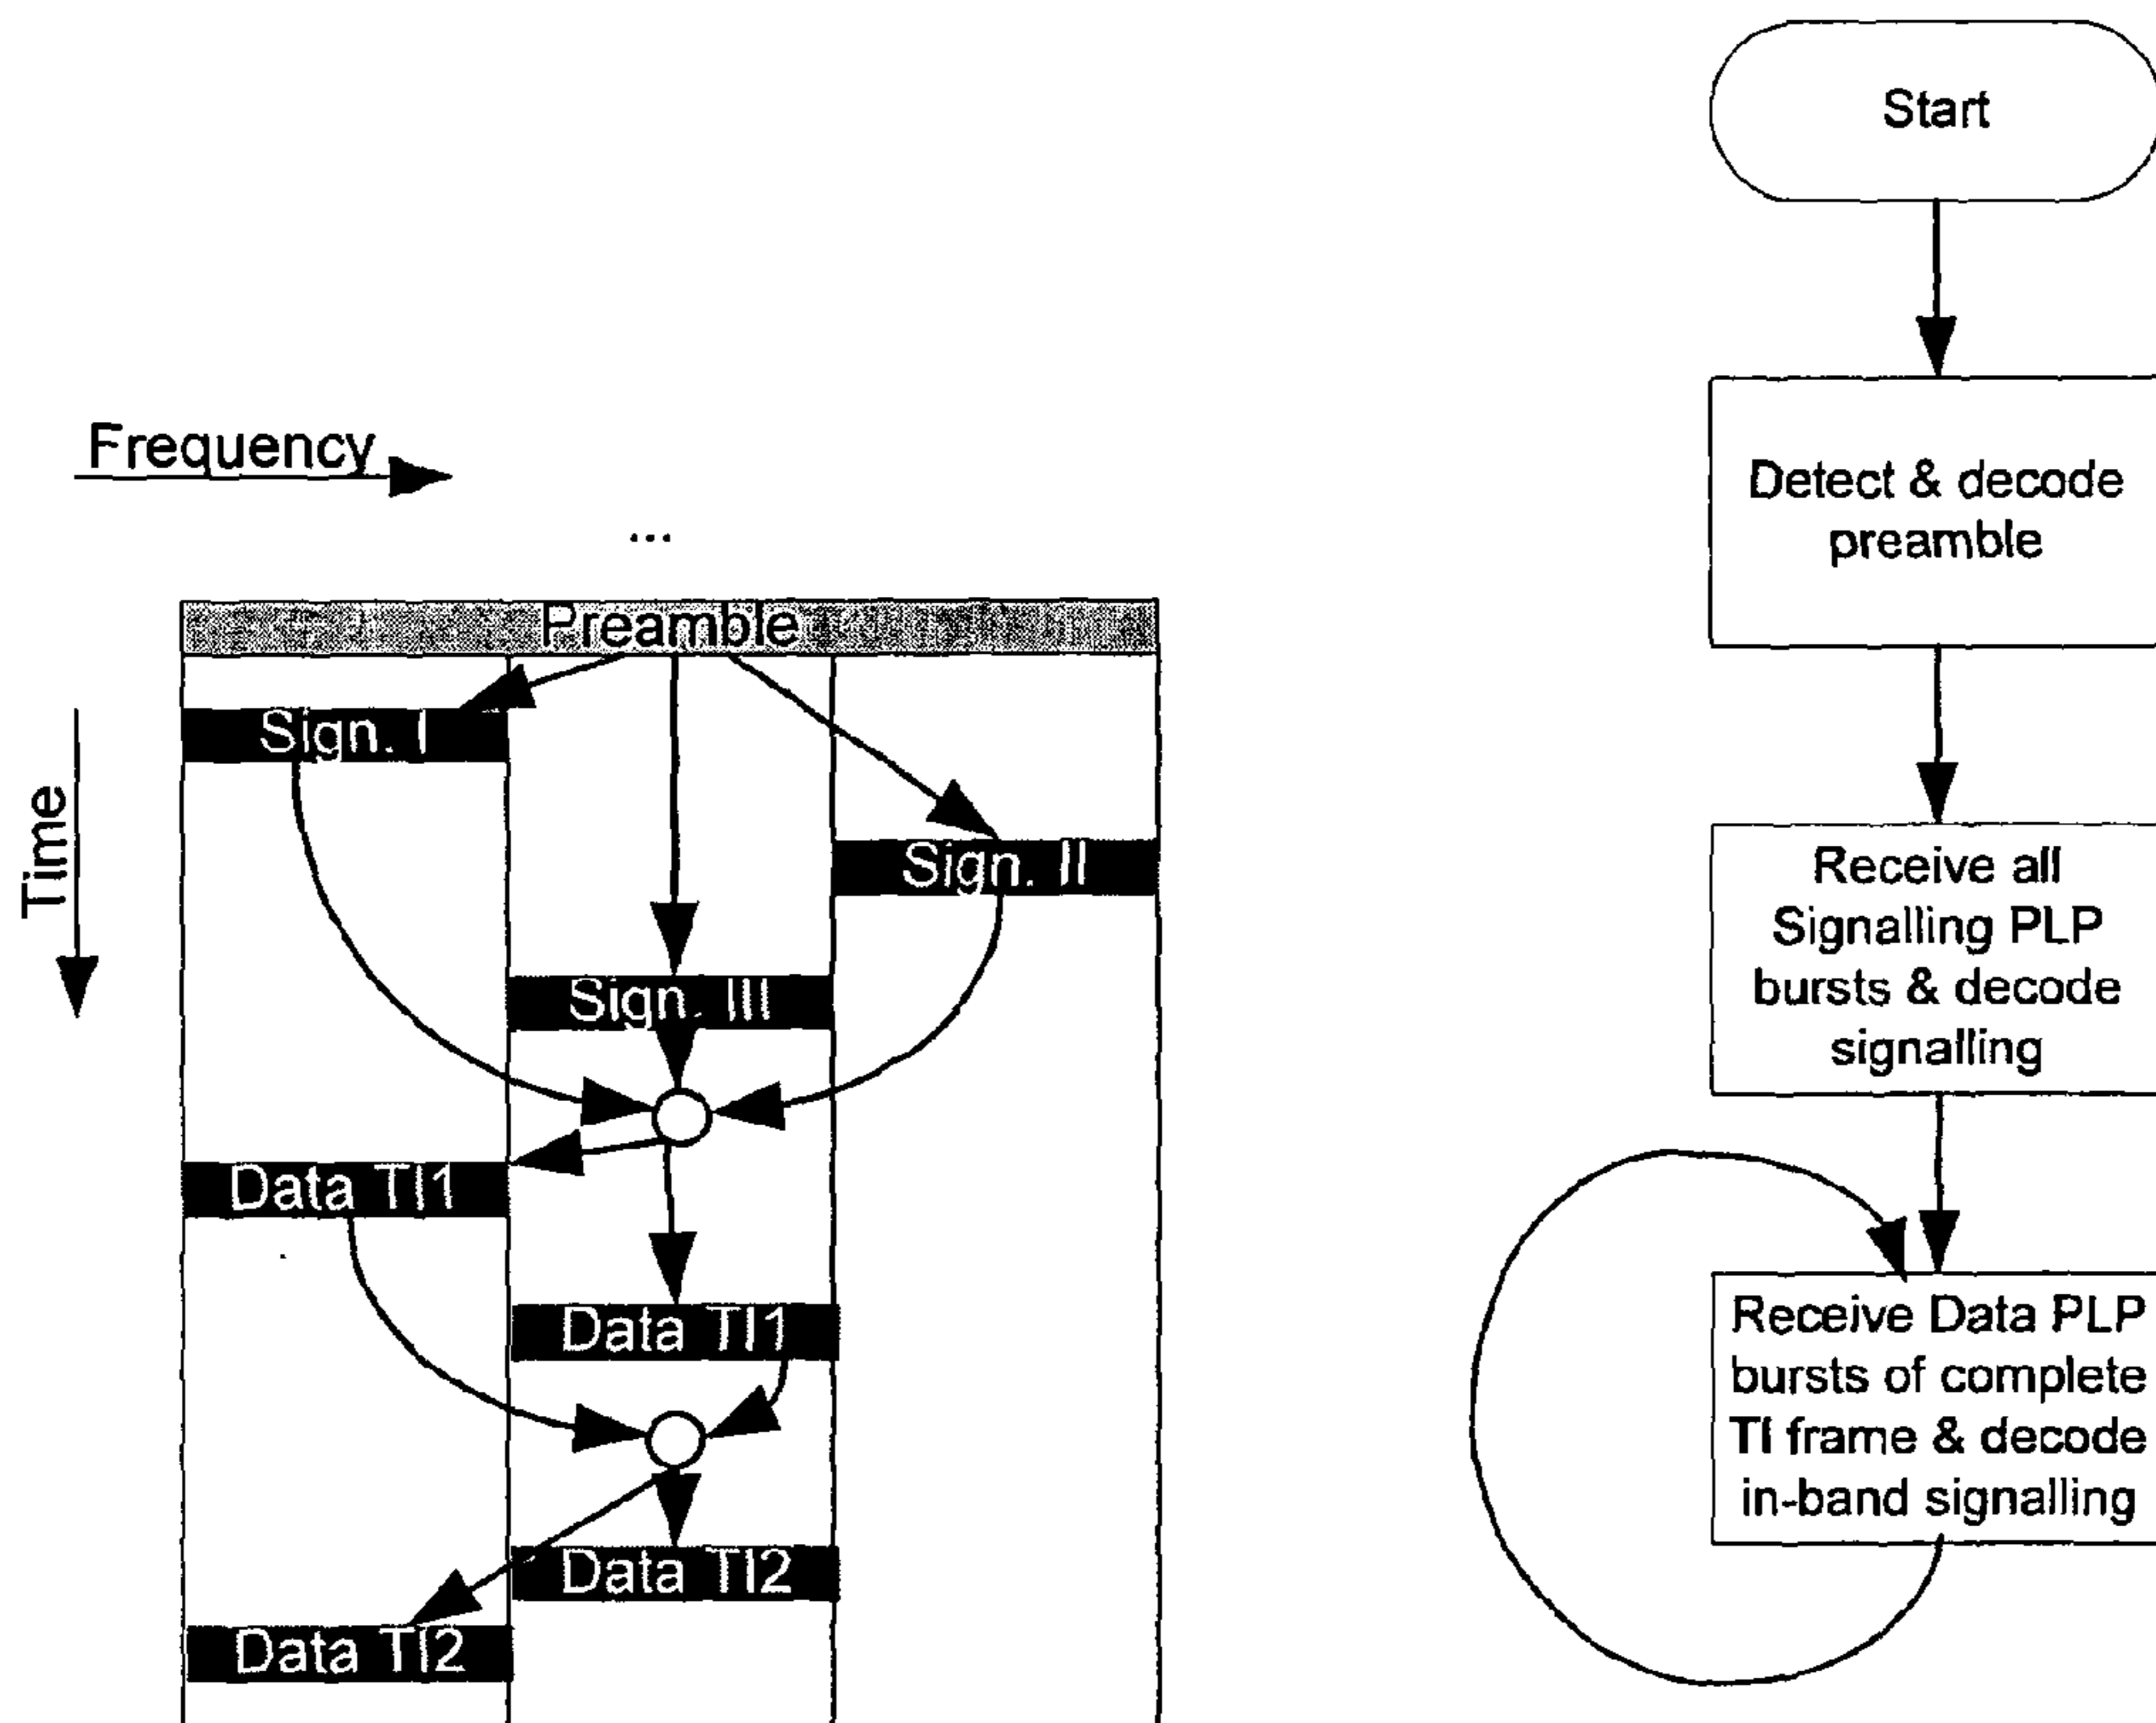 Frequency
...
Time
Preamble
Sign. I
Sign. II
Sign. III
Data TI1
Data TI1
Data TI2
Data TI2
Start
Detect & decode
preamble
Receive all
Signalling PLP
bursts & decode
signalling
Receive Data PLP
bursts of complete
TI frame & decode
in-band signalling